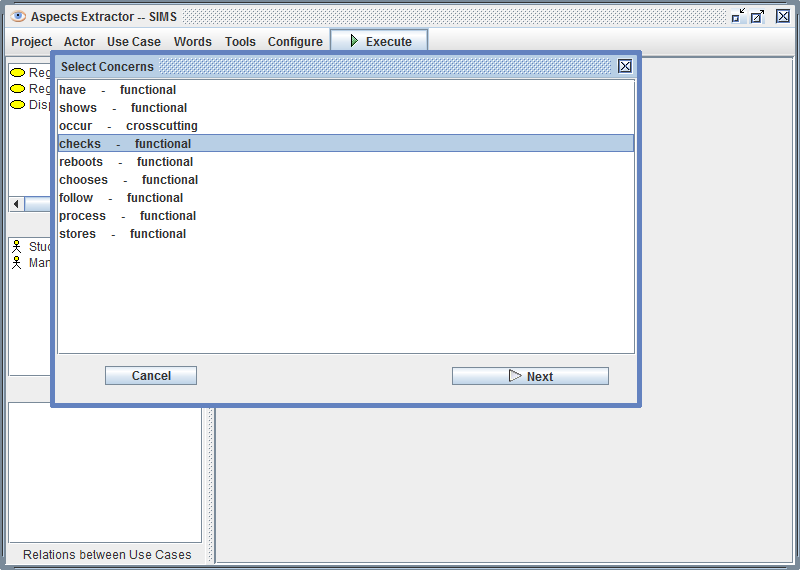 Aspects Extractor -- SIMS
Project Actor Use Case Words Tools Configure Execute
Select Concerns
have - functional
shows - functional
occur - crosscutting
checks - functional
reboots - functional
chooses - functional
follow - functional
process - functional
stores - functional
Cancel Next
Reg
Reg
Disp
Stud
Man
Relations between Use Cases